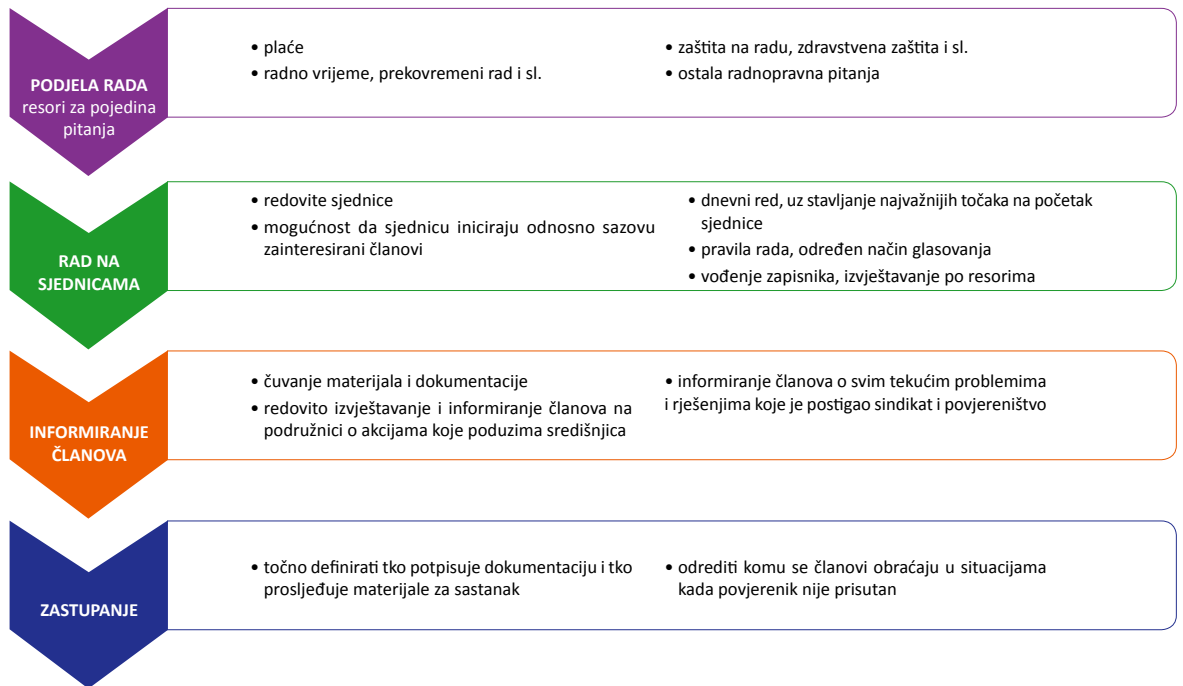 PODJELA RADA
resori za pojedina
pitanja
• plaće
• radno vrijeme, prekovremeni rad i sl.
• zaštita na radu, zdravstvena zaštita i sl.
• ostala radnopravna pitanja
RAD NA
SJEDNICAMA
• redovite sjednice
• mogućnost da sjednicu iniciraju odnosno sazovu
zainteresirani članovi
• dnevni red, uz stavljanje najvažnijih točaka na početak
sjednice
• pravila rada, određen način glasovanja
• vođenje zapisnika, izvještavanje po resorima
INFORMIRANJE
ČLANOVA
• čuvanje materijala i dokumentacije
• redovito izvještavanje i informiranje članova na
podružnici o akcijama koje poduzima središnjica
• informiranje članova o svim tekućim problemima
i rješenjima koje je postigao sindikat i povjereništvo
ZASTUPANJE
• točno definirati tko potpisuje dokumentaciju i tko
prosljeđuje materijale za sastanak
• odrediti komu se članovi obraćaju u situacijama
kada povjerenik nije prisutan